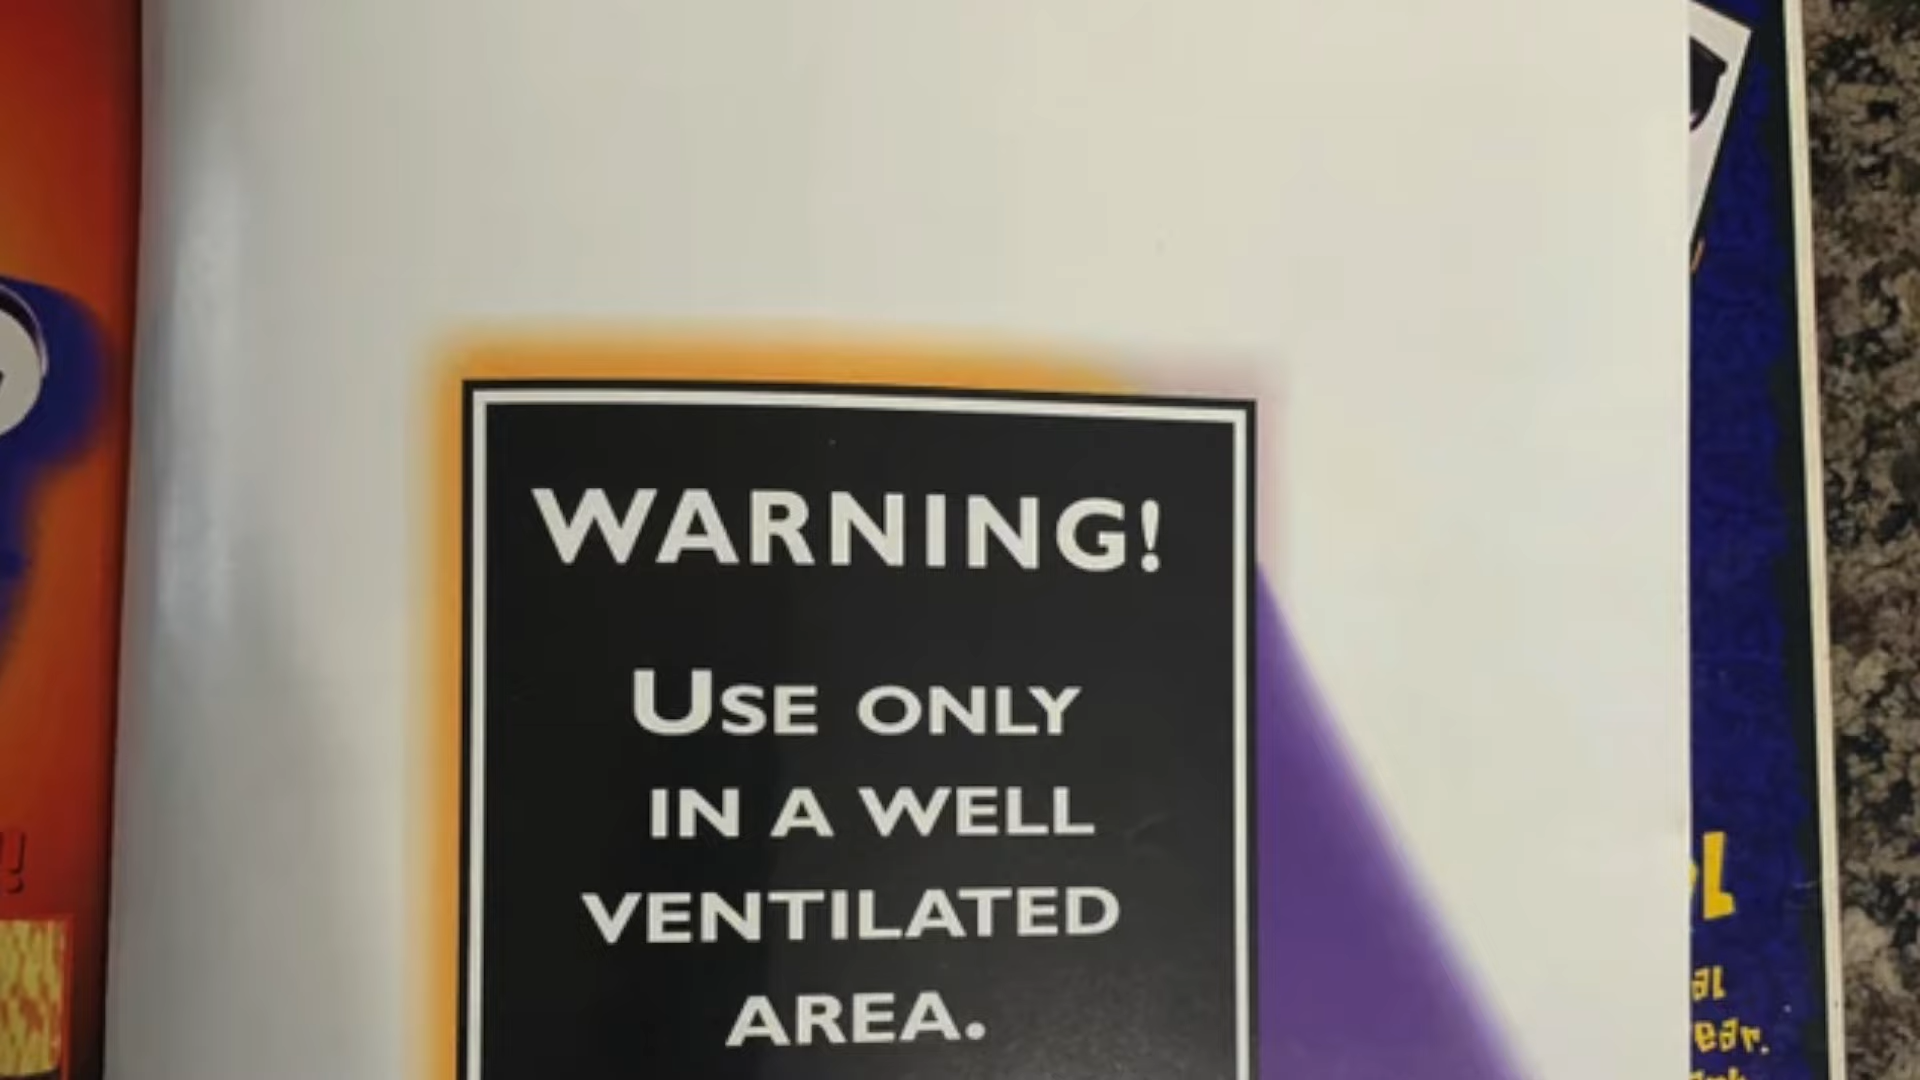 WARNING!
USE ONLY
IN A WELL
VENTILATED
AREA.